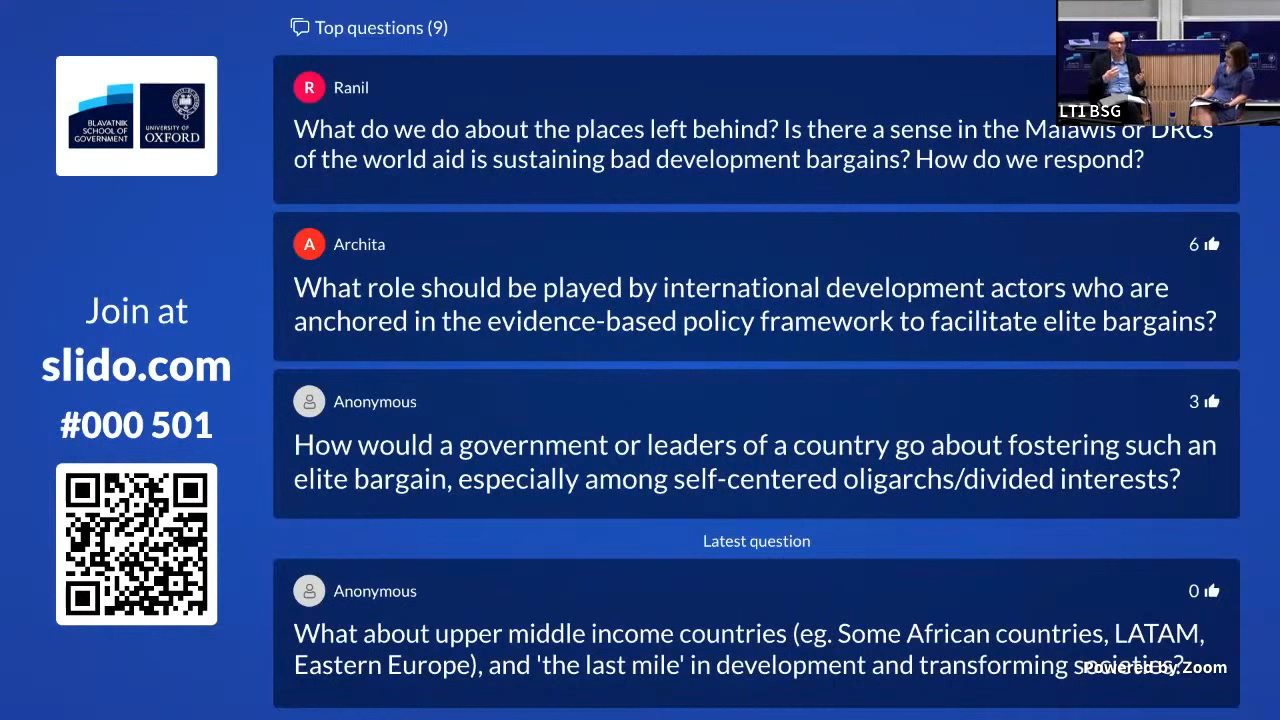 Top questions (9)
BLAVATNIK
SCHOOL OF
GOVERNMENT
UNIVERSITY OF
OXFORD
Join at
slido.com
#000 501
R Ranil
What do we do about the places left behind? Is there a sense in the Malawis or DRCs
of the world aid is sustaining bad development bargains? How do we respond?
LT1 BSG
A Archita
6
What role should be played by international development actors who are
anchored in the evidence-based policy framework to facilitate elite bargains?
Anonymous
3
How would a government or leaders of a country go about fostering such an
elite bargain, especially among self-centered oligarchs/divided interests?
Latest question
Anonymous
0
What about upper middle income countries (eg. Some African countries, LATAM,
Eastern Europe), and 'the last mile' in development and transforming societies?
Powered by Zoom